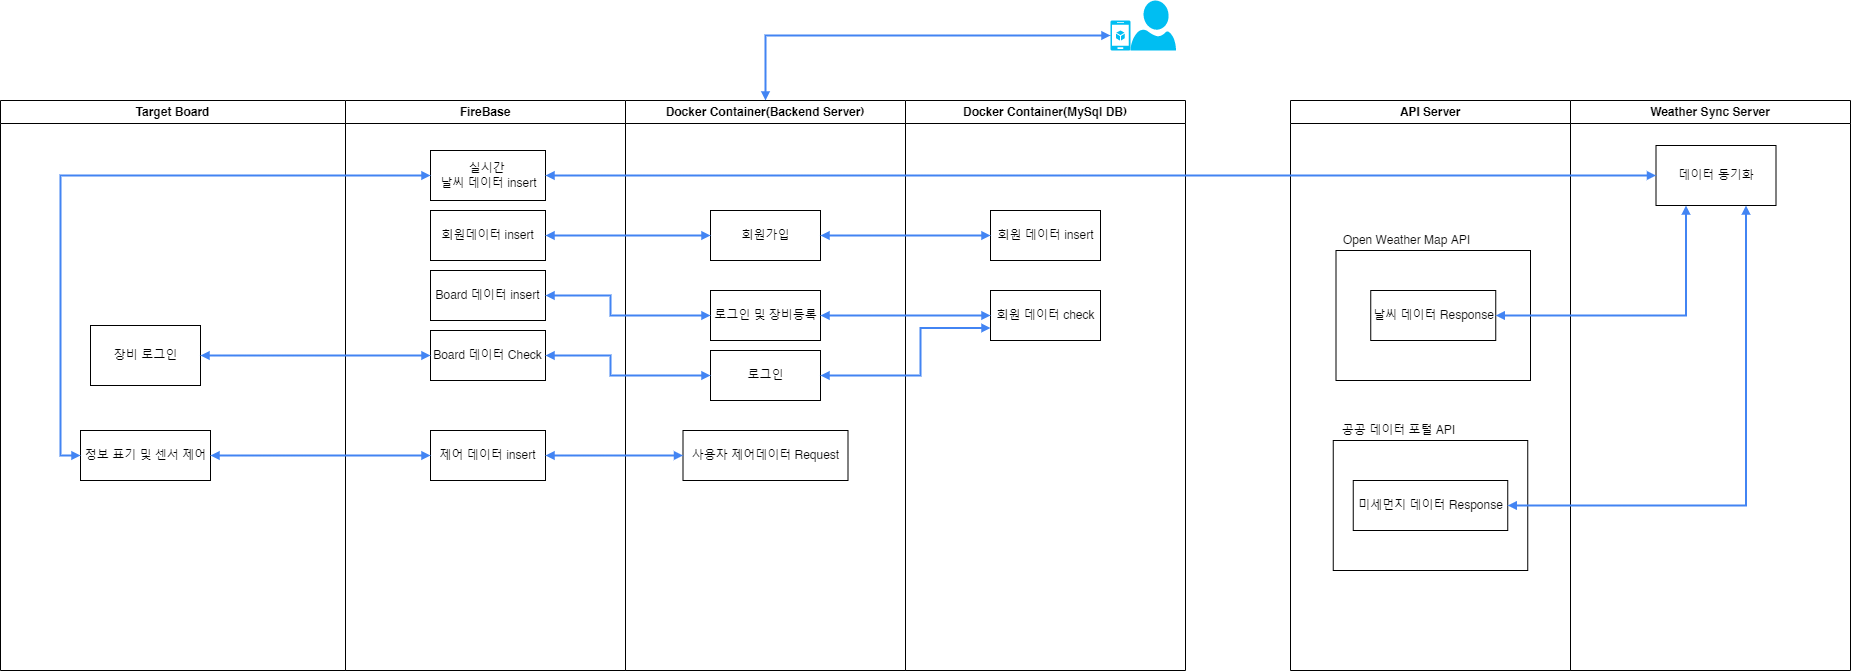 Target Board
FireBase
Docker Container(Backend Server)
Docker Container(MySql DB)
API Server
Weather Sync Server
실시간
날씨 데이터 insert
데이터 동기화
회원데이터 insert
회원가입
회원 데이터 insert
Open Weather Map API
Board 데이터 insert
로그인 및 장비등록
회원 데이터 check
날씨 데이터 Response
장비 로그인
Board 데이터 Check
로그인
공공 데이터 포털 API
정보 표기 및 센서 제어
제어 데이터 insert
사용자 제어데이터 Request
미세먼지 데이터 Response